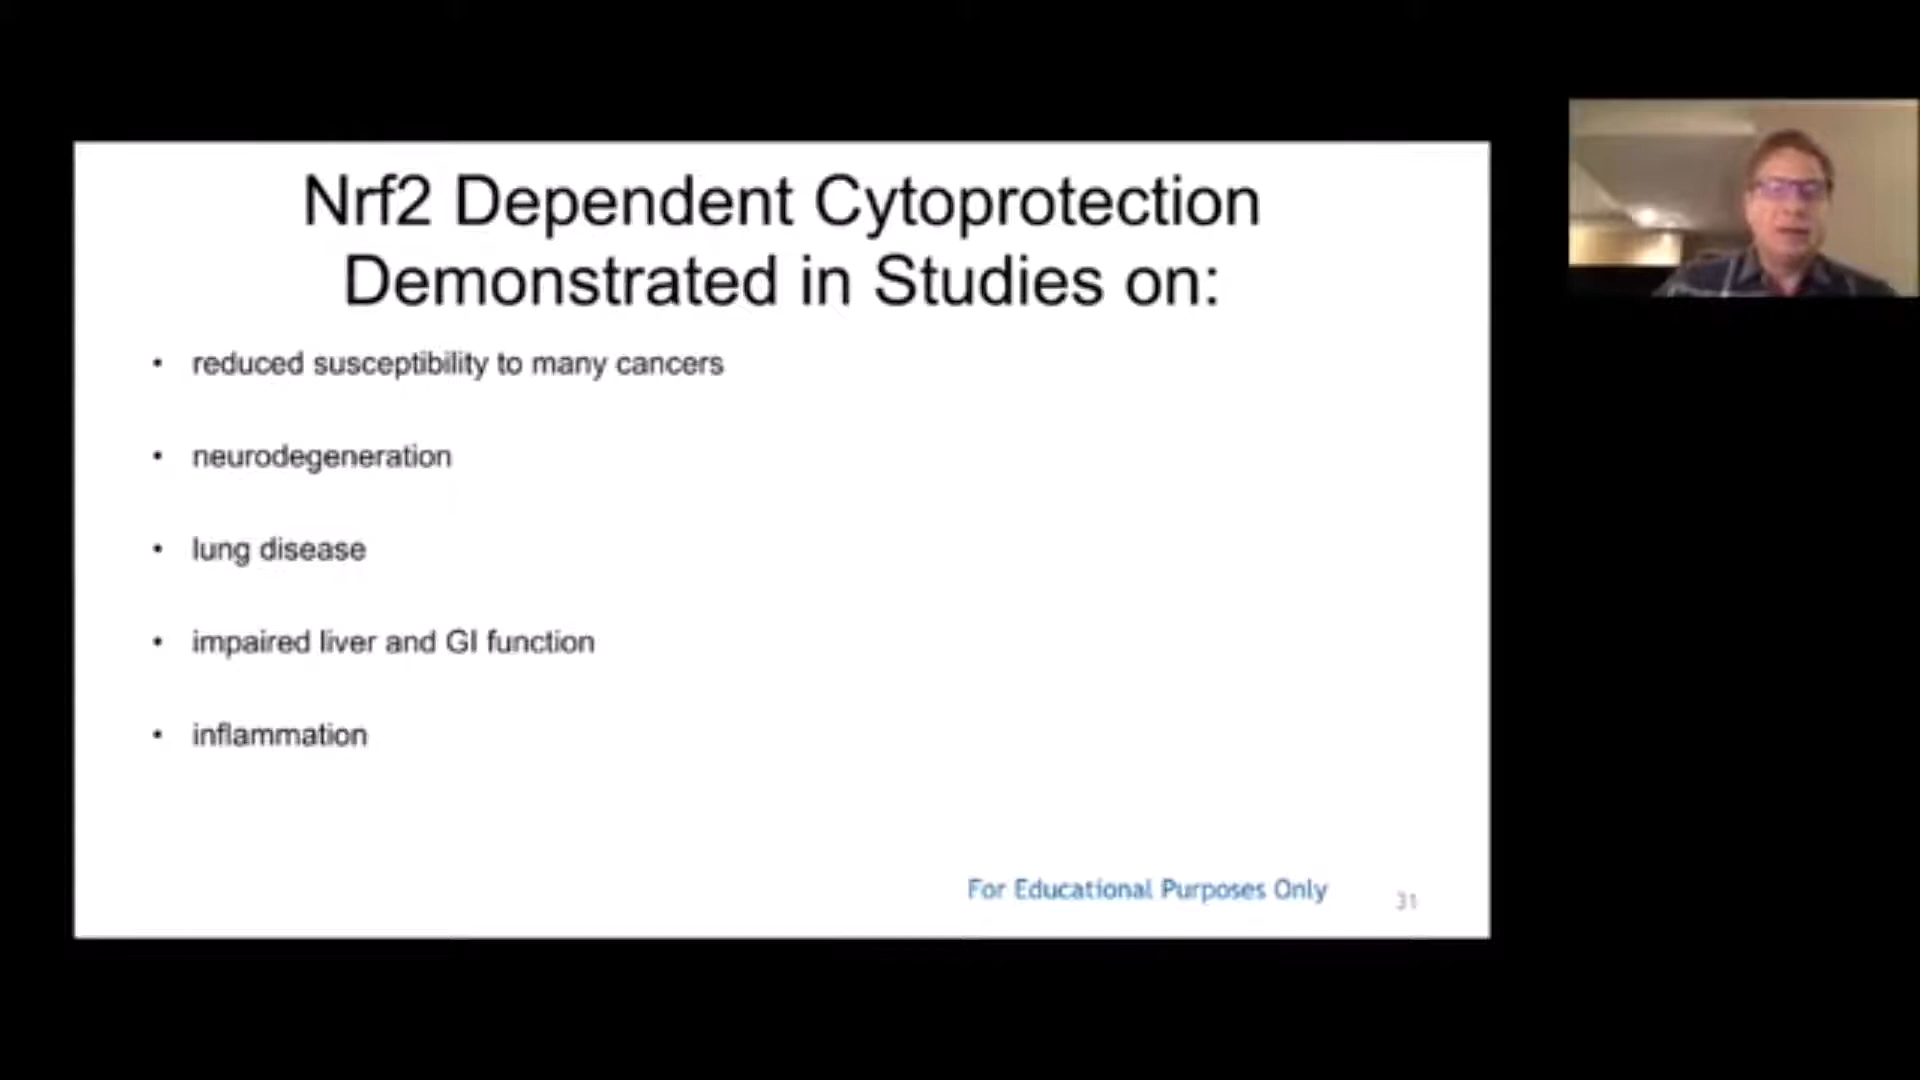 Nrf2 Dependent Cytoprotection
Demonstrated in Studies on:
• reduced susceptibility to many cancers
• neurodegeneration
• lung disease
• impaired liver and GI function
• inflammation
For Educational Purposes Only
31